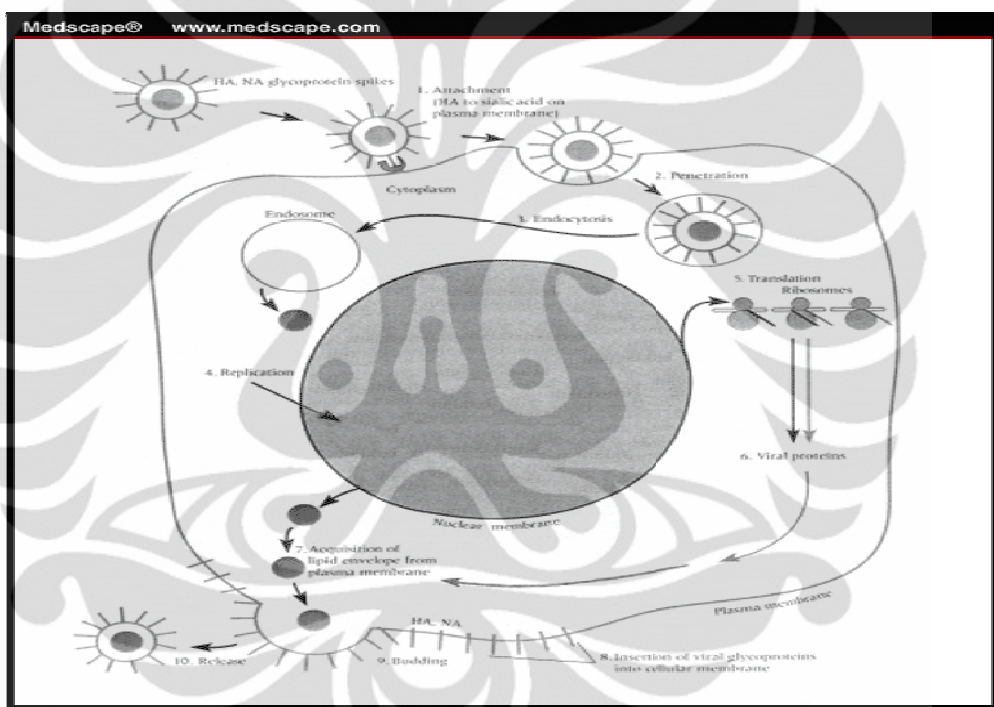 Medscape® www.medscape.com
HA, NA glycoprotein spikes
1. Attachment
(HA to sialic acid on
plasma membrane)
Cytoplasm
2. Penetration
Endosome
3. Endocytosis
5. Translation
Ribosomes
4. Replication
6. Viral proteins
Nuclear membrane
7. Acquisition of
lipid envelope from
plasma membrane
Plasma membrane
HA, NA
10. Release
9. Budding
8. Insertion of viral glycoproteins
into cellular membrane